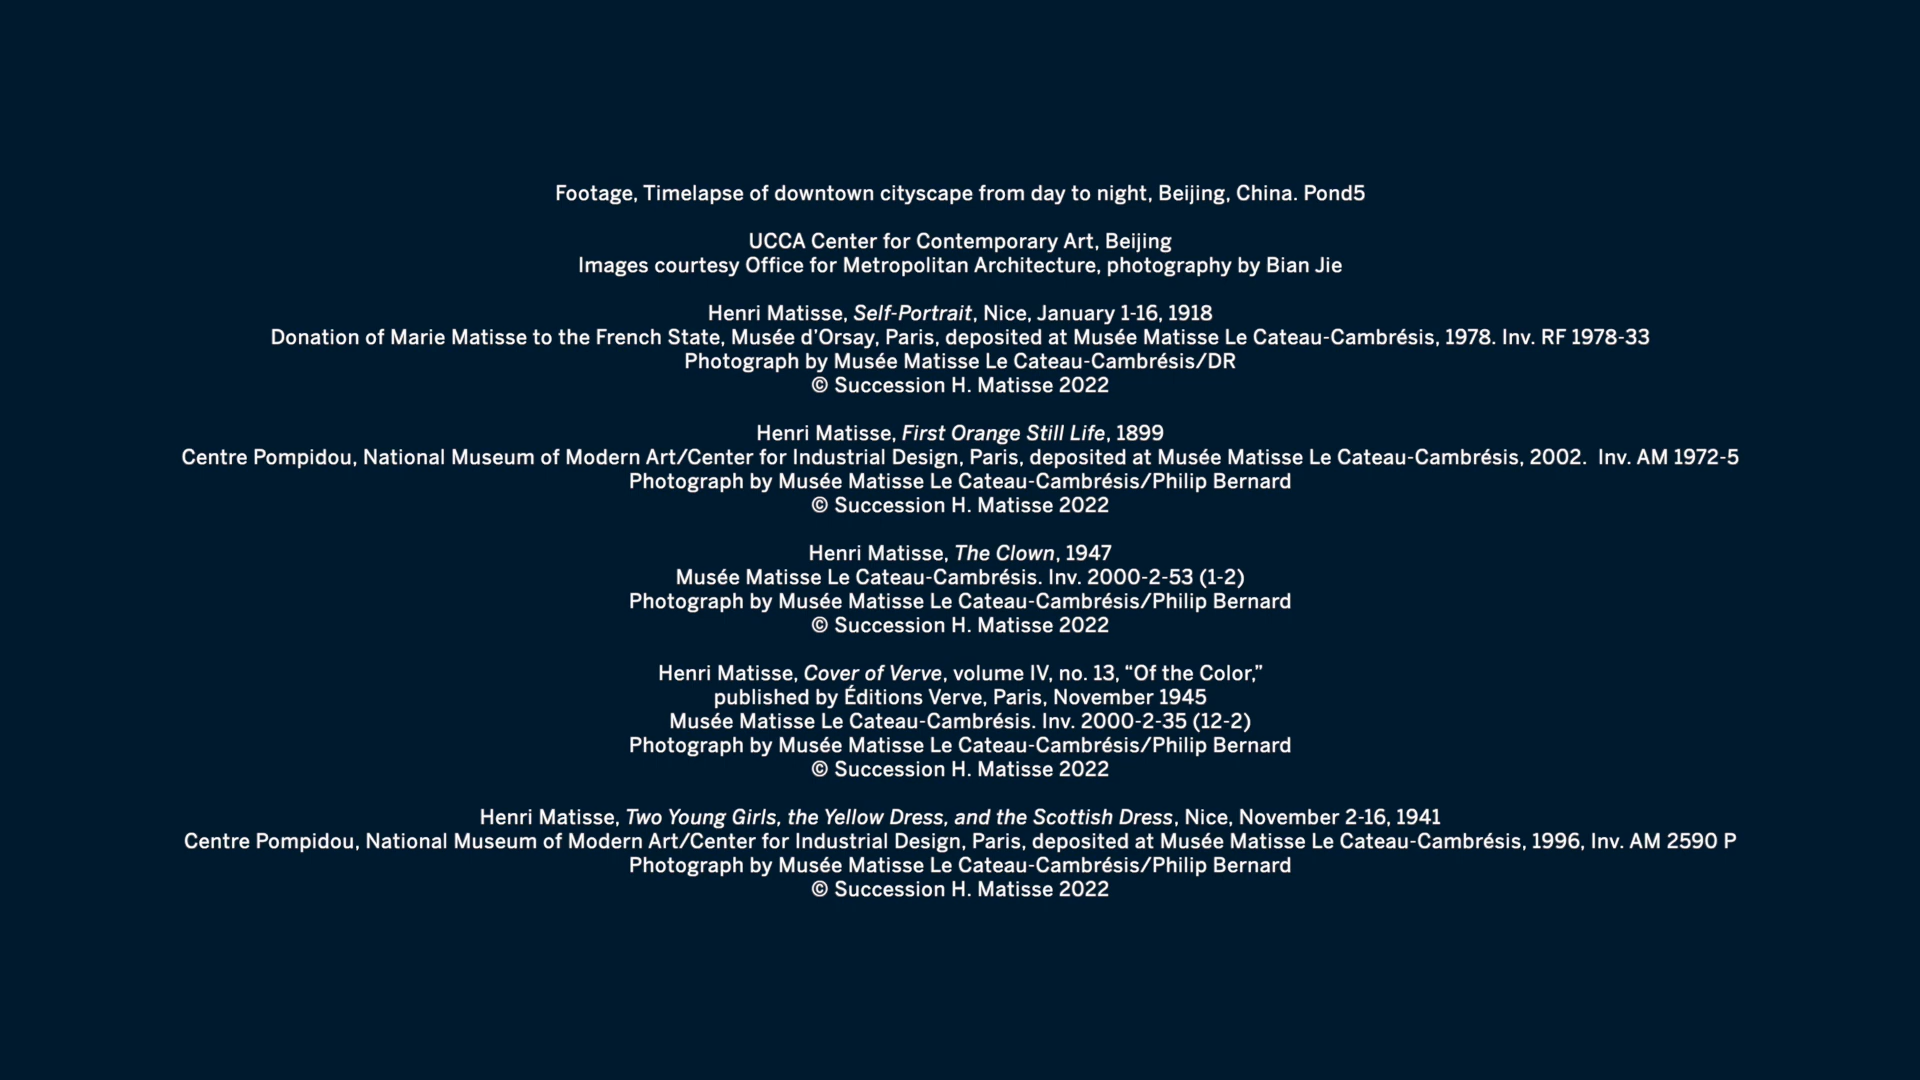 Footage, Timelapse of downtown cityscape from day to night, Beijing, China. Pond5
UCCA Center for Contemporary Art, Beijing
Images courtesy Office for Metropolitan Architecture, photography by Bian Jie
Henri Matisse, Self-Portrait, Nice, January 1-16, 1918
Donation of Marie Matisse to the French State, Musée d’Orsay, Paris, deposited at Musée Matisse Le Cateau-Cambrésis, 1978. Inv. RF 1978-33
Photograph by Musée Matisse Le Cateau-Cambrésis/DR
© Succession H. Matisse 2022
Henri Matisse, First Orange Still Life, 1899
Centre Pompidou, National Museum of Modern Art/Center for Industrial Design, Paris, deposited at Musée Matisse Le Cateau-Cambrésis, 2002.  Inv. AM 1972-5
Photograph by Musée Matisse Le Cateau-Cambrésis/Philip Bernard
© Succession H. Matisse 2022
Henri Matisse, The Clown, 1947
Musée Matisse Le Cateau-Cambrésis. Inv. 2000-2-53 (1-2)
Photograph by Musée Matisse Le Cateau-Cambrésis/Philip Bernard
© Succession H. Matisse 2022
Henri Matisse, Cover of Verve, volume IV, no. 13, “Of the Color,”
published by Éditions Verve, Paris, November 1945
Musée Matisse Le Cateau-Cambrésis. Inv. 2000-2-35 (12-2)
Photograph by Musée Matisse Le Cateau-Cambrésis/Philip Bernard
© Succession H. Matisse 2022
Henri Matisse, Two Young Girls, the Yellow Dress, and the Scottish Dress, Nice, November 2-16, 1941
Centre Pompidou, National Museum of Modern Art/Center for Industrial Design, Paris, deposited at Musée Matisse Le Cateau-Cambrésis, 1996, Inv. AM 2590 P
Photograph by Musée Matisse Le Cateau-Cambrésis/Philip Bernard
© Succession H. Matisse 2022